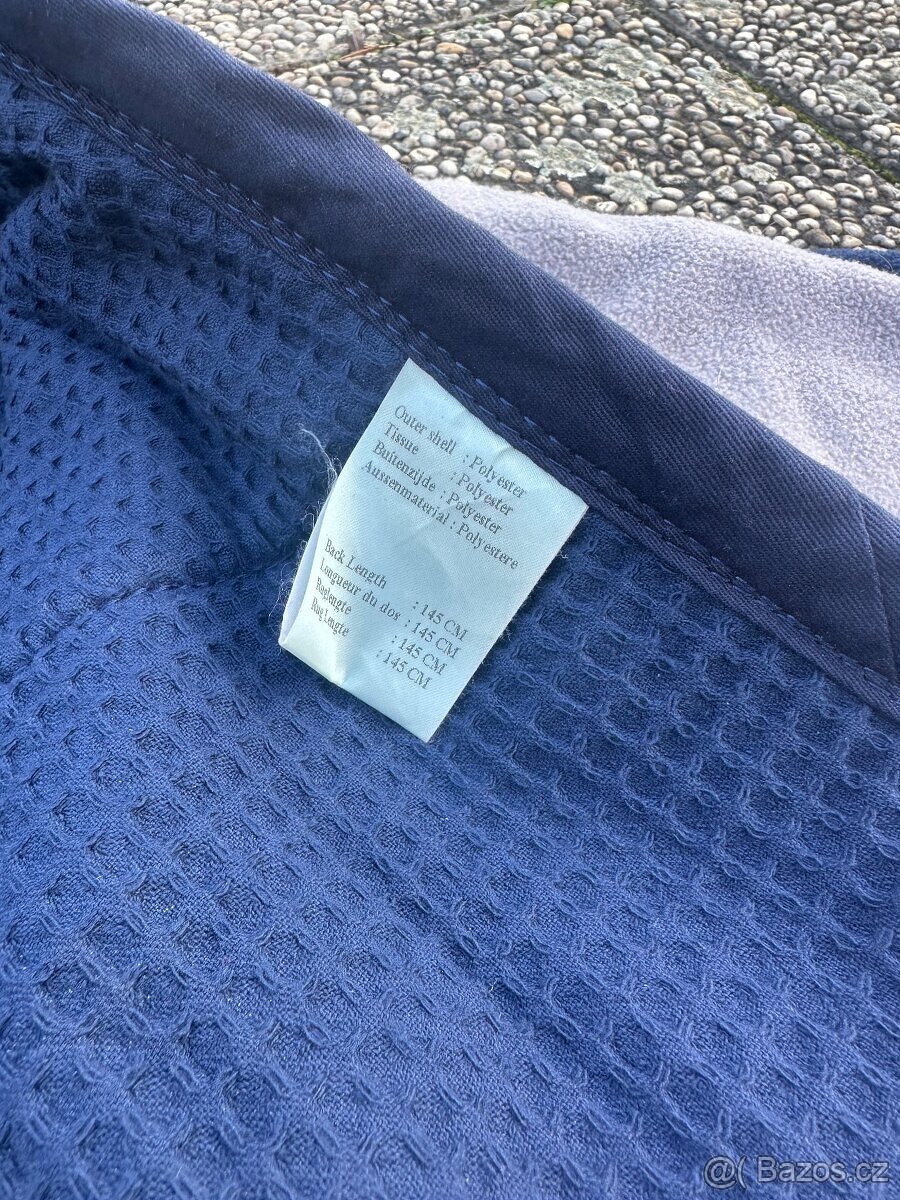 Outer shell : Polyester
Tissue : Polyester
Buitenzijde : Polyester
Aussenmaterial : Polyestere
Back Length : 145 CM
Longueur du dos : 145 CM
Ruglengte : 145 CM
Rug Lengte : 145 CM
@( Bazos.cz